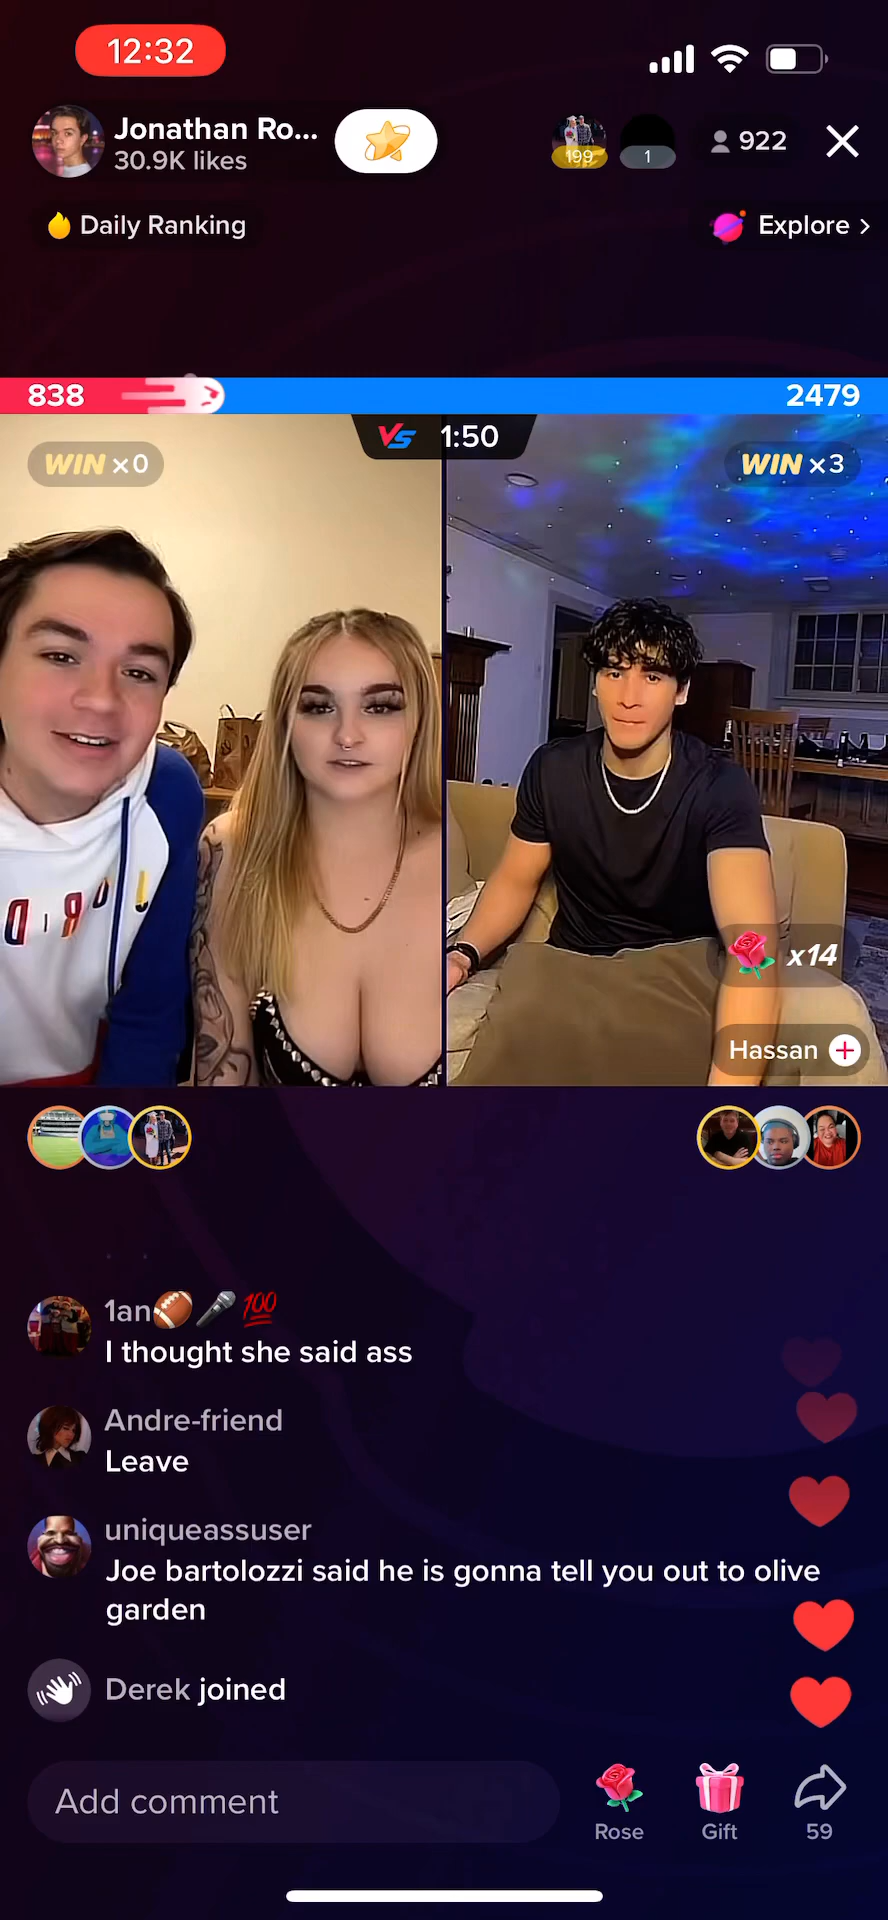 12:32
Jonathan Ro...
30.9K likes
199
1
922
Daily Ranking
Explore >
838
2479
VS 1:50
WIN x0
WIN x3
x14
Hassan +
1an🏈🎤💯
I thought she said ass
Andre-friend
Leave
uniqueassuser
Joe bartolozzi said he is gonna tell you out to olive
garden
Derek joined
Add comment
Rose
Gift
59